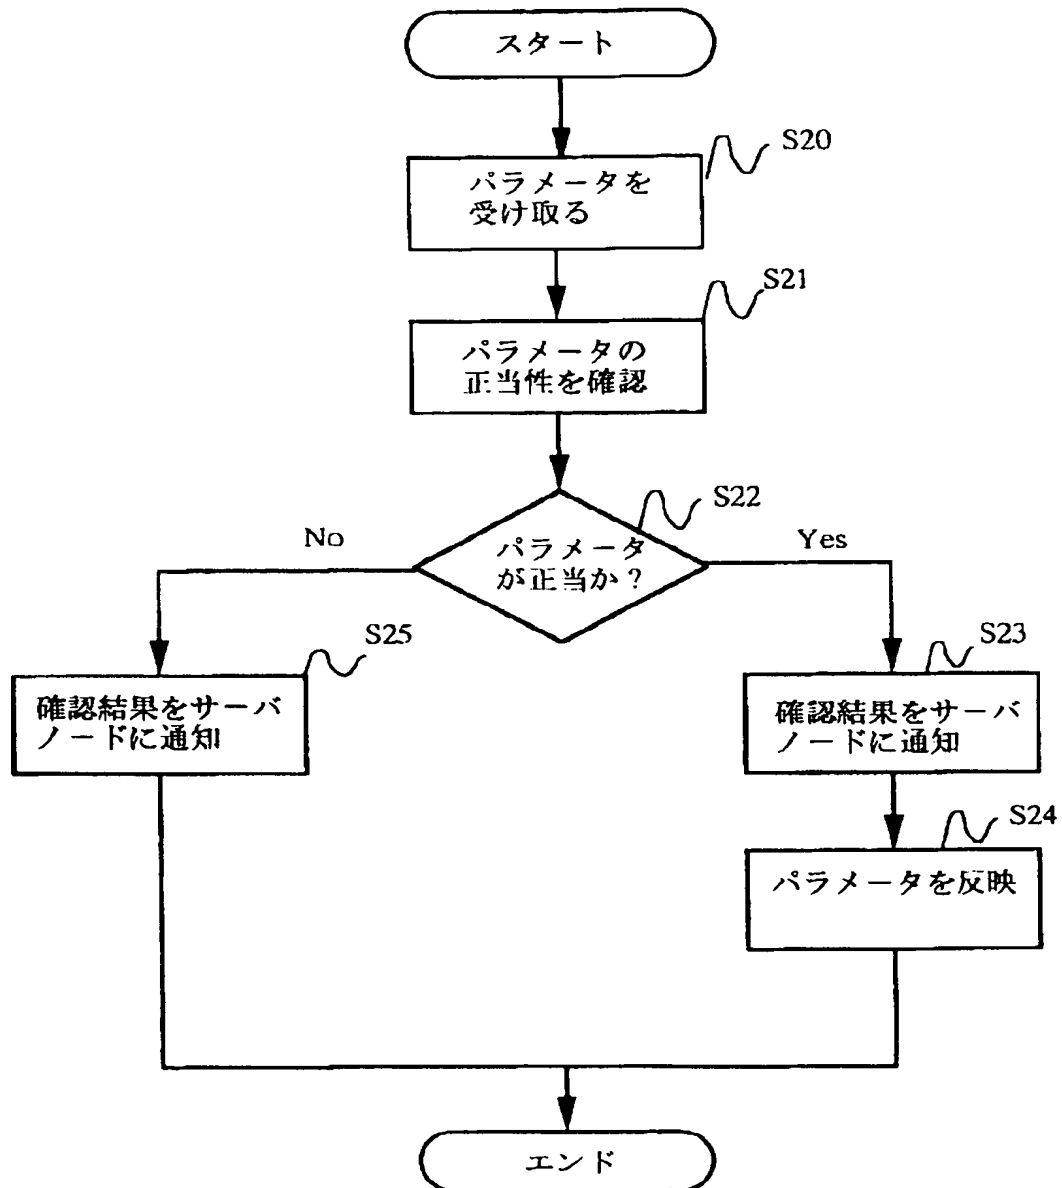 スタート
S20
パラメータを
受け取る
S21
パラメータの
正当性を確認
S22
No
Yes
パラメータ
が正当か?
S25
S23
確認結果をサーバ
ノードに通知
確認結果をサーバ
ノードに通知
S24
パラメータを反映
エンド